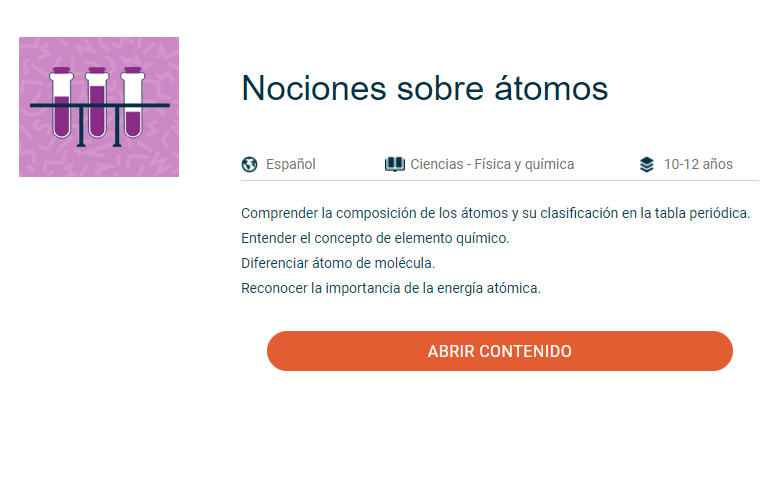 Nociones sobre átomos
Español
Ciencias - Física y química
10-12 años
Comprender la composición de los átomos y su clasificación en la tabla periódica.
Entender el concepto de elemento químico.
Diferenciar átomo de molécula.
Reconocer la importancia de la energía atómica.
ABRIR CONTENIDO